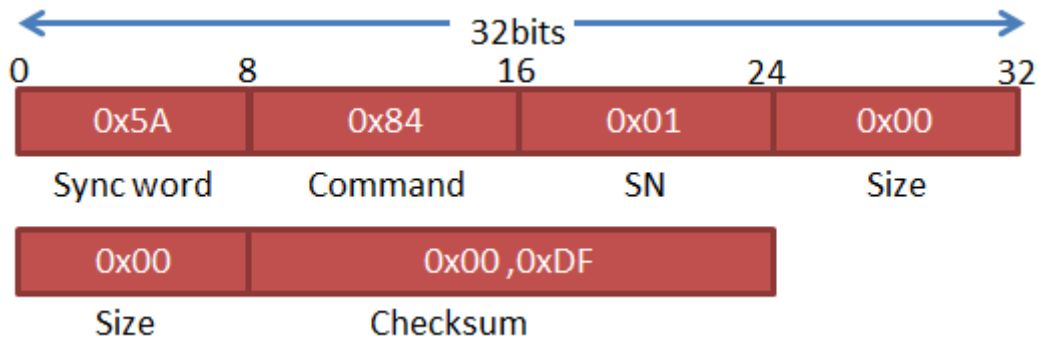 32bits
0 8 16 24 32
0x5A 0x84 0x01 0x00
Sync word Command SN Size
0x00 0x00 ,0xDF
Size Checksum